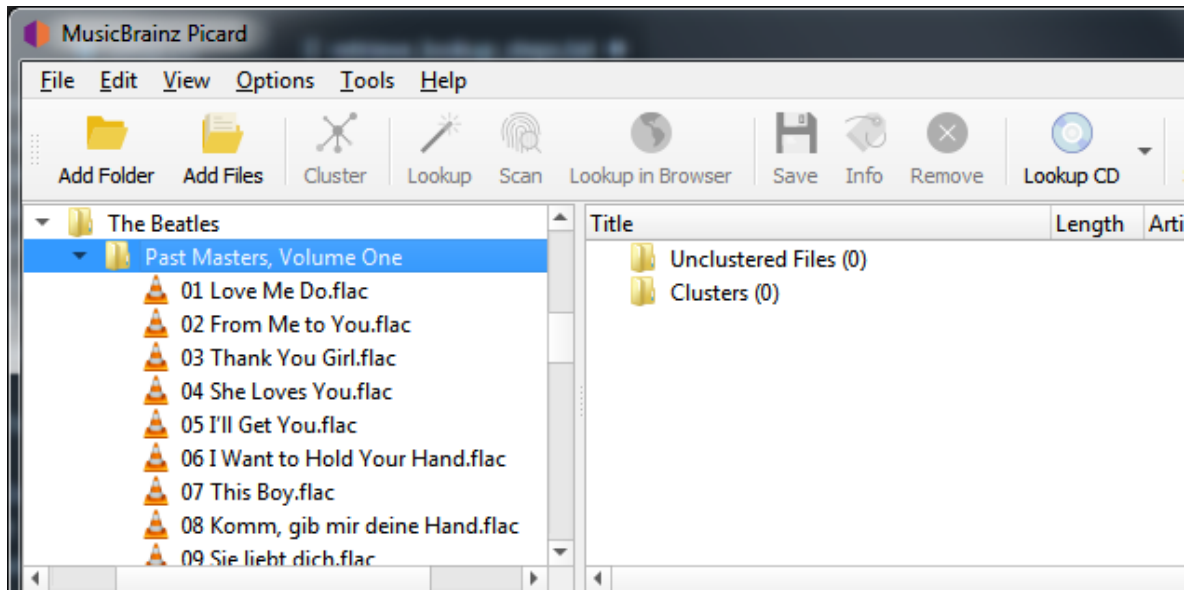 MusicBrainz Picard
File Edit View Options Tools Help
Add Folder Add Files Cluster Lookup Scan Lookup in Browser Save Info Remove Lookup CD
The Beatles
Past Masters, Volume One
01 Love Me Do.flac
02 From Me to You.flac
03 Thank You Girl.flac
04 She Loves You.flac
05 I'll Get You.flac
06 I Want to Hold Your Hand.flac
07 This Boy.flac
08 Komm, gib mir deine Hand.flac
09 Sie liebt dich.flac
Title Length Arti
Unclustered Files (0)
Clusters (0)